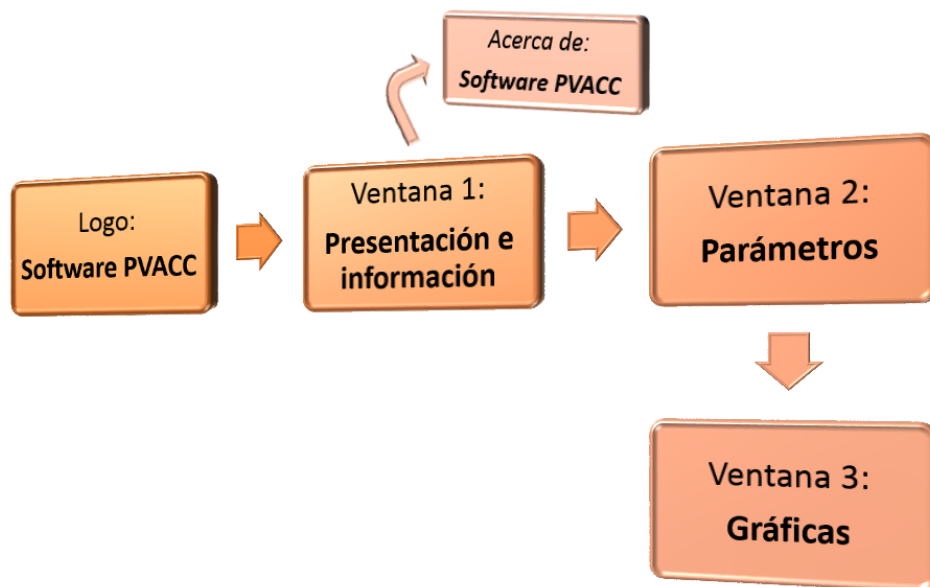 Acerca de:
Software PVACC
Logo:
Software PVACC
Ventana 1:
Presentación e
información
Ventana 2:
Parámetros
Ventana 3:
Gráficas